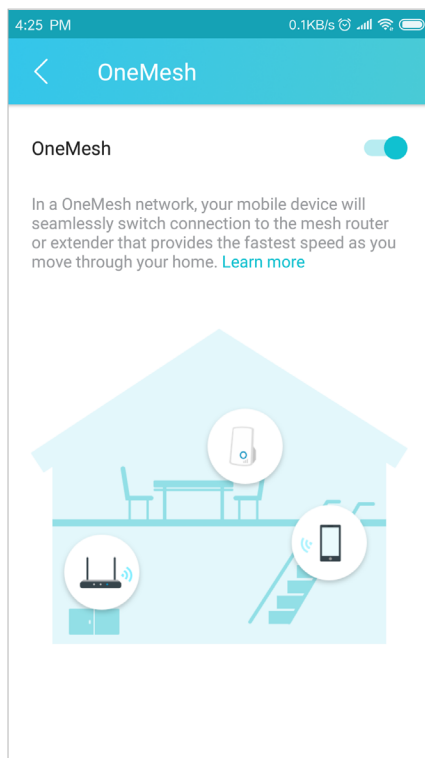 4:25 PM 0.1KB/s
OneMesh
OneMesh
In a OneMesh network, your mobile device will
seamlessly switch connection to the mesh router
or extender that provides the fastest speed as you
move through your home. Learn more